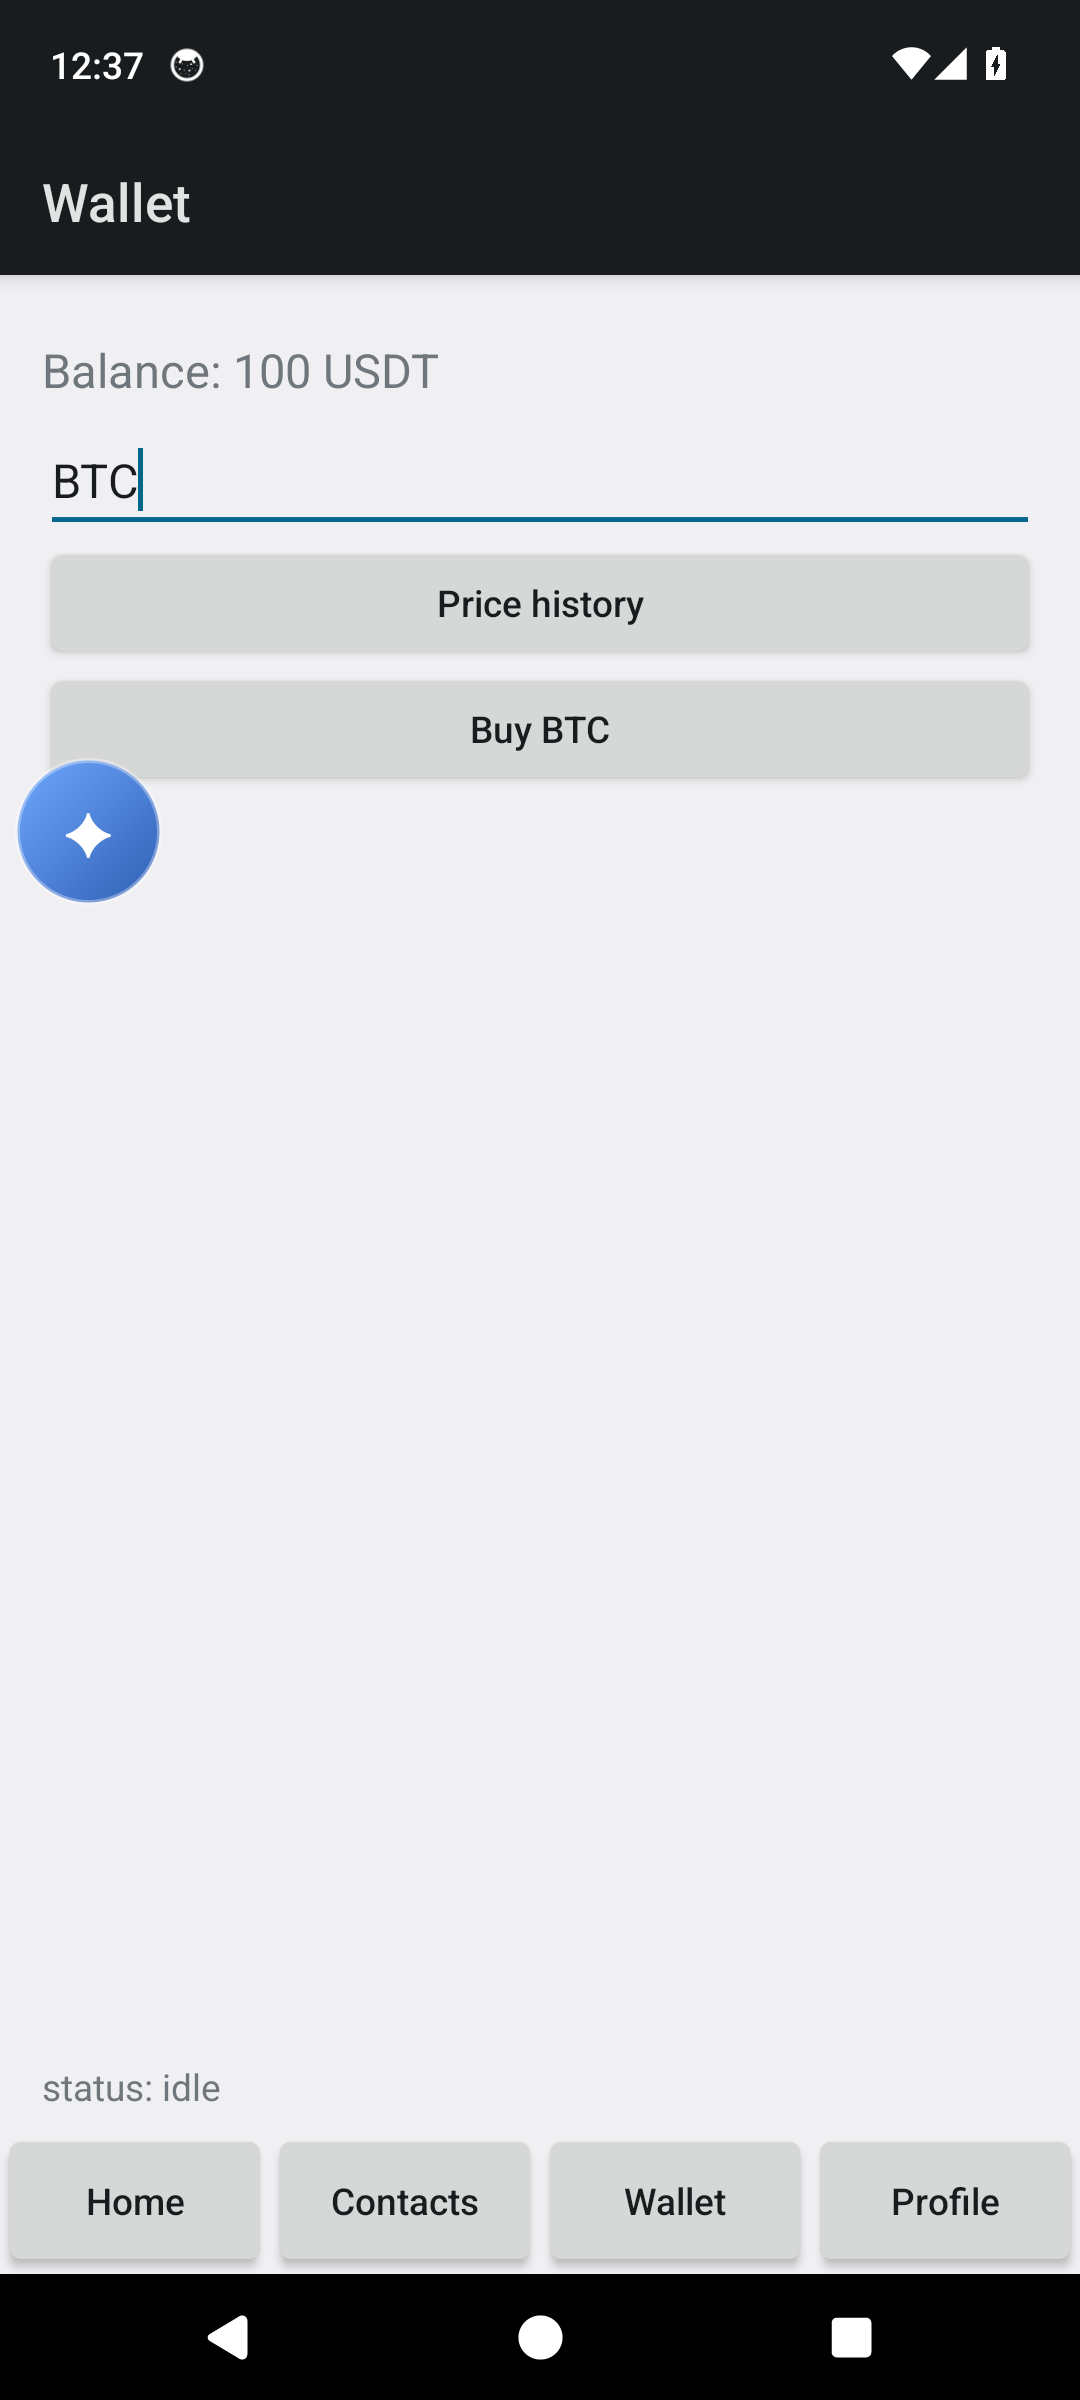 12:37
Wallet
Balance: 100 USDT
BTC
Price history
Buy BTC
status: idle
Home
Contacts
Wallet
Profile